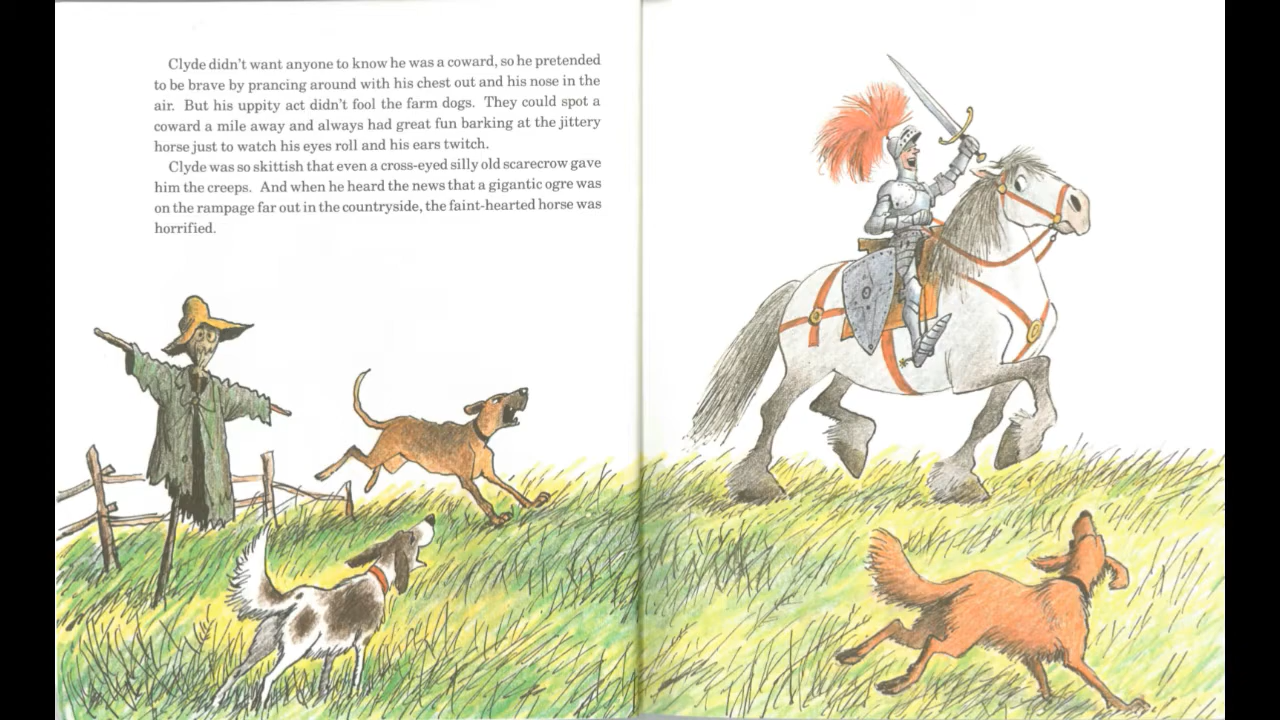 Clyde didn't want anyone to know he was a coward, so he pretended
to be brave by prancing around with his chest out and his nose in the
air. But his uppity act didn't fool the farm dogs. They could spot a
coward a mile away and always had great fun barking at the jittery
horse just to watch his eyes roll and his ears twitch.
Clyde was so skittish that even a cross-eyed silly old scarecrow gave
him the creeps. And when he heard the news that a gigantic ogre was
on the rampage far out in the countryside, the faint-hearted horse was
horrified.